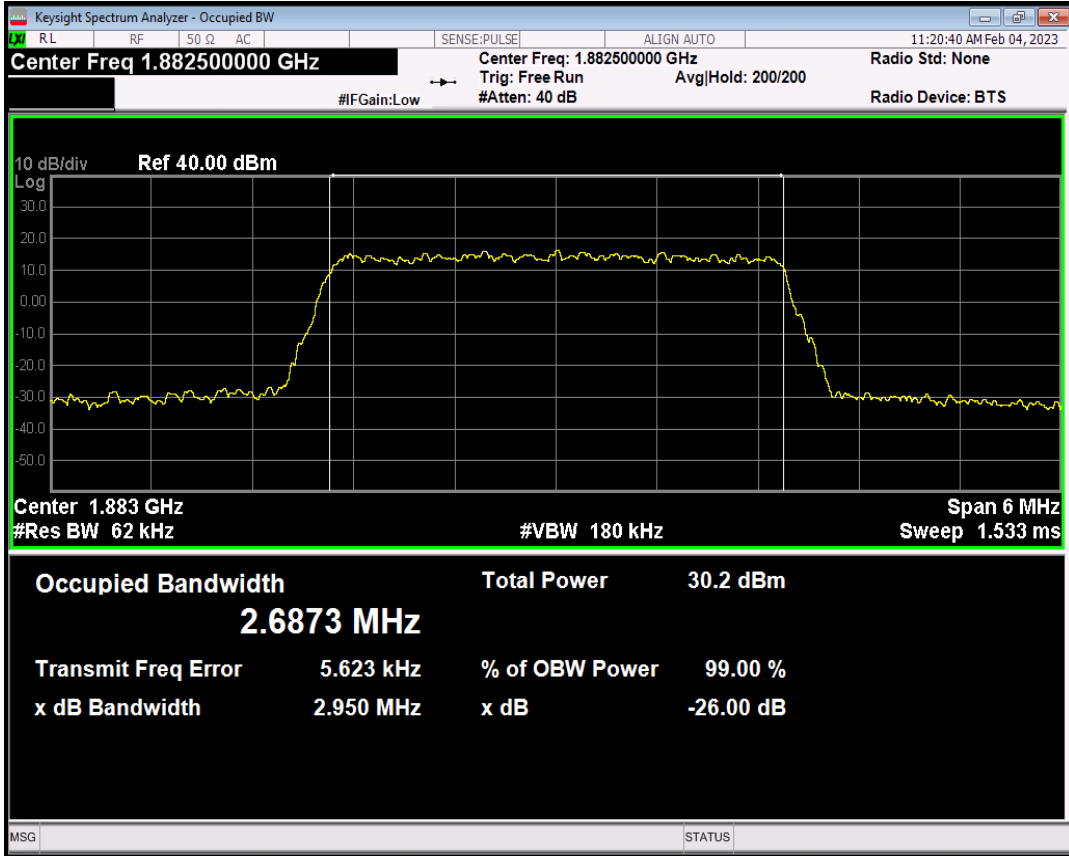 Keysight Spectrum Analyzer - Occupied BW
LXI RL RF 50 Ω AC SENSE:PULSE ALIGN AUTO 11:20:40 AM Feb 04, 2023
Center Freq 1.882500000 GHz Center Freq: 1.882500000 GHz Radio Std: None
Trig: Free Run Avg|Hold: 200/200
#IFGain:Low #Atten: 40 dB Radio Device: BTS
10 dB/div Ref 40.00 dBm
Log
30.0
20.0
10.0
0.00
-10.0
-20.0
-30.0
-40.0
-50.0
Center 1.883 GHz Span 6 MHz
#Res BW 62 kHz #VBW 180 kHz Sweep 1.533 ms
Occupied Bandwidth Total Power 30.2 dBm
2.6873 MHz
Transmit Freq Error 5.623 kHz % of OBW Power 99.00 %
x dB Bandwidth 2.950 MHz x dB -26.00 dB
MSG STATUS